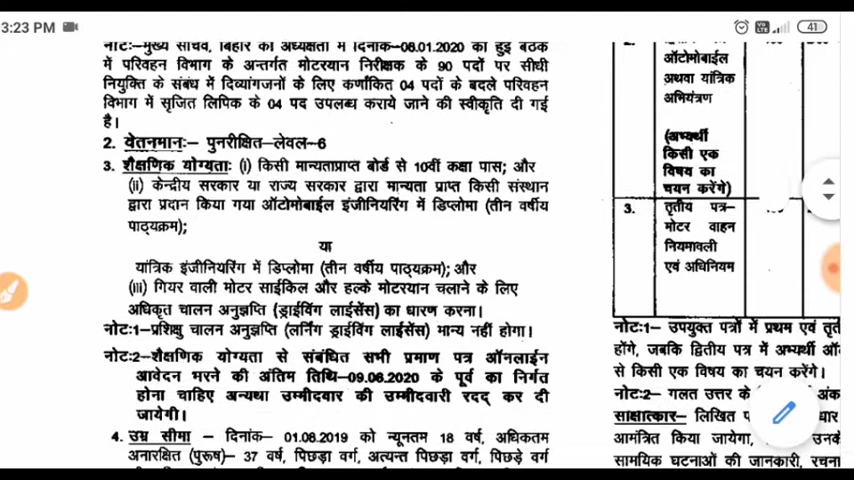 3:23 PM
41
नोटः-मुख्य सचिव, बिहार की अध्यक्षता में दिनांक-06.01.2020 को हुई बैठक
में परिवहन विभाग के अन्तर्गत मोटरयान निरीक्षक के 90 पदों पर सीधी
नियुक्ति के संबंध में दिव्यांगजनों के लिए कर्णांकित 04 पदों के बदले परिवहन
विभाग में सृजित लिपिक के 04 पद उपलब्ध कराये जाने की स्वीकृति दी गई
है।
2. वेतनमानः- पुनरीक्षित-लेवल-6
3. शैक्षणिक योग्यताः (i) किसी मान्यताप्राप्त बोर्ड से 10वीं कक्षा पास; और
(ii) केन्द्रीय सरकार या राज्य सरकार द्वारा मान्यता प्राप्त किसी संस्थान
द्वारा प्रदान किया गया ऑटोमोबाईल इंजीनियरिंग में डिप्लोमा (तीन वर्षीय
पाठ्यक्रम);
या
यांत्रिक इंजीनियरिंग में डिप्लोमा (तीन वर्षीय पाठ्यक्रम); और
(iii) गियर वाली मोटर साईकिल और हल्के मोटरयान चलाने के लिए
अधिकृत चालन अनुज्ञप्ति (ड्राईविंग लाईसेंस) का धारण करना।
नोटः1-प्रशिक्षु चालन अनुज्ञप्ति (लर्निंग ड्राईविंग लाईसेंस) मान्य नहीं होगा।
नोटः2-शैक्षणिक योग्यता से संबंधित सभी प्रमाण पत्र ऑनलाईन
आवेदन भरने की अंतिम तिथि-09.06.2020 के पूर्व का निर्गत
होना चाहिए अन्यथा उम्मीदवार की उम्मीदवारी रदद् कर दी
जायेगी।
4. उम्र सीमा - दिनांक- 01.08.2019 को न्यूनतम 18 वर्ष, अधिकतम
अनारक्षित (पुरूष)- 37 वर्ष, पिछड़ा वर्ग, अत्यन्त पिछड़ा वर्ग, पिछड़े वर्ग
2.
ऑटोमोबाईल
अथवा यांत्रिक
अभियंत्रण
(अभ्यर्थी
किसी एक
विषय का
चयन करेंगे)
3. तृतीय पत्र-
मोटर वाहन
नियमावली
एवं अधिनियम
नोटः1- उपयुक्त पत्रों में प्रथम एवं तृत
होंगे, जबकि द्वितीय पत्र में अभ्यर्थी ऑ
से किसी एक विषय का चयन करेंगे।
नोटः2- गलत उत्तर के अंक
साक्षात्कार- लिखित
आमंत्रित किया जायेगा, उनके
सामयिक घटनाओं की जानकारी, रचना